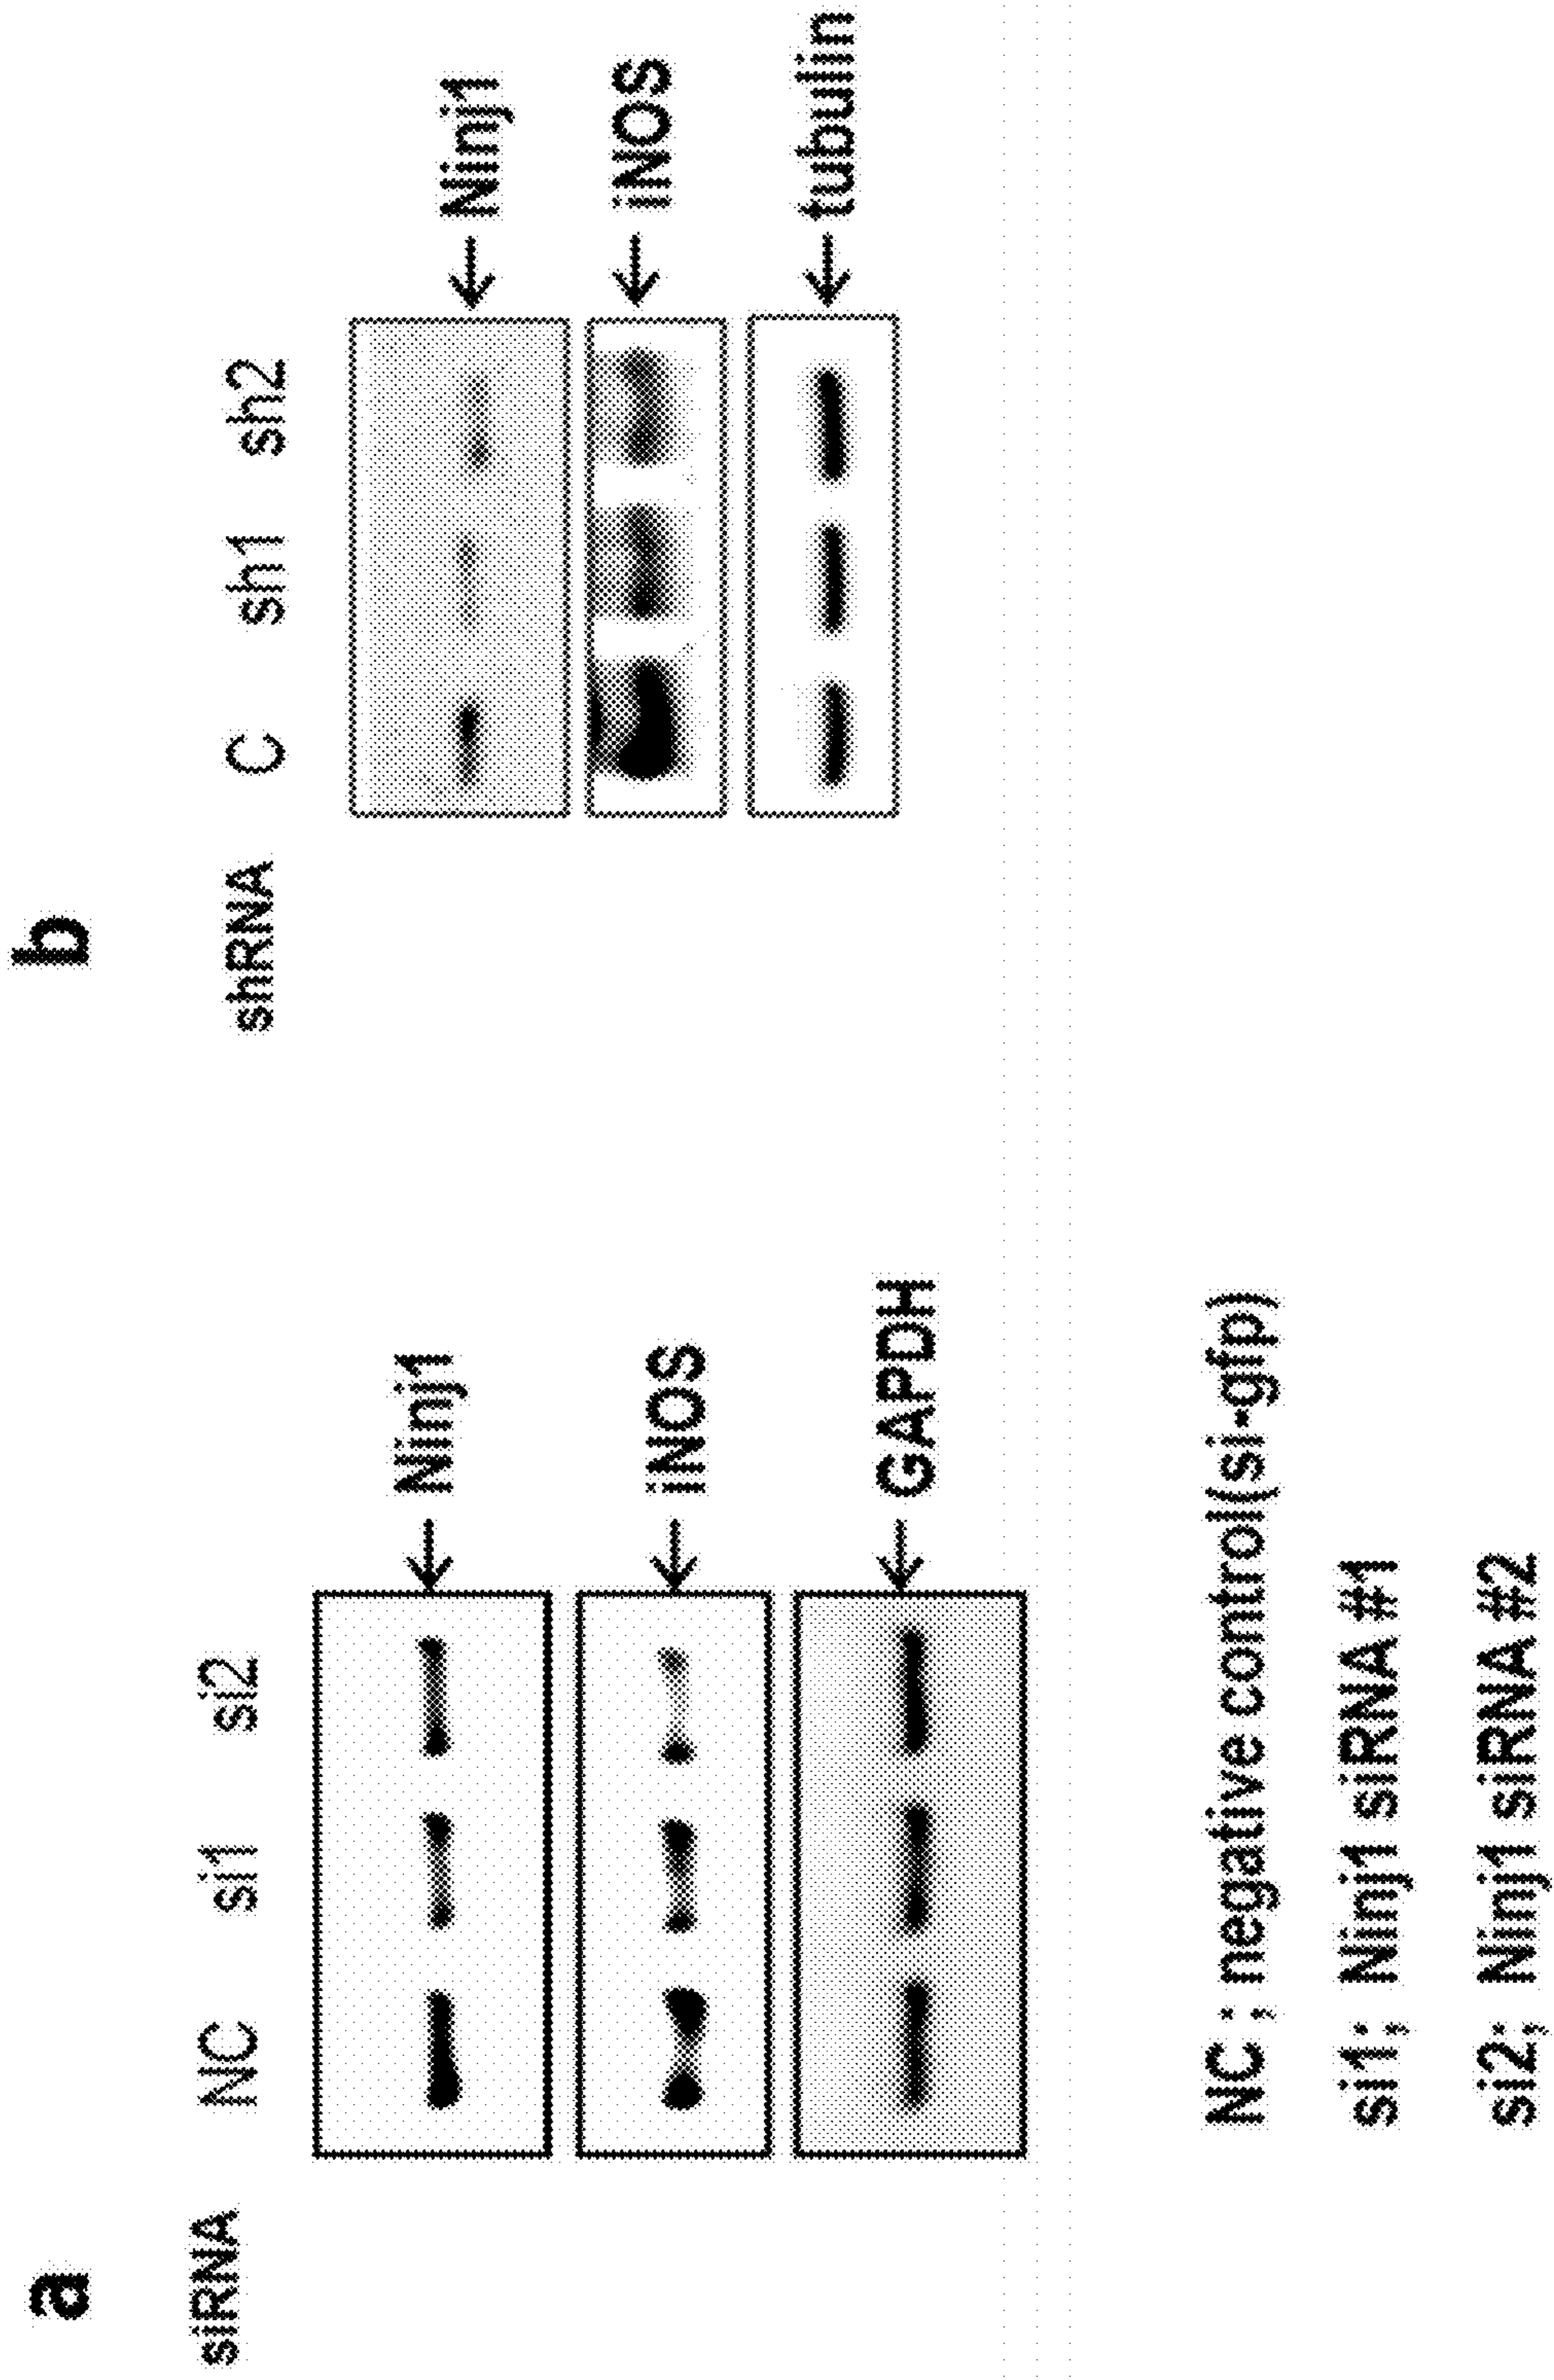 a
siRNA NC si1 si2
Ninj1
iNOS
GAPDH
NC ; negative control(si-gfp)
si1; Ninj1 siRNA #1
si2; Ninj1 siRNA #2
b
shRNA C sh1 sh2
Ninj1
iNOS
tubulin